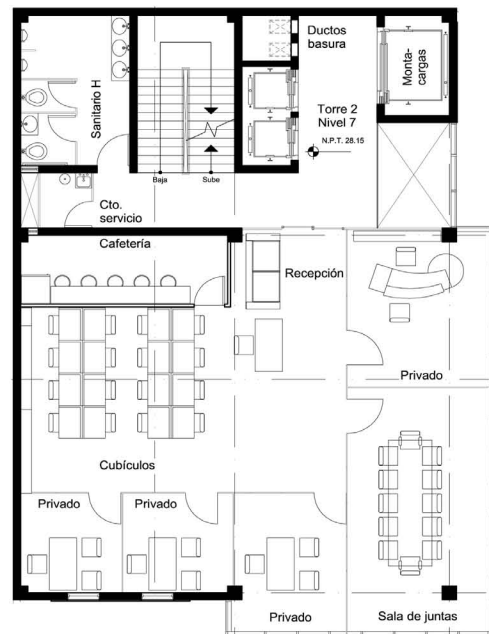 Ductos
basura
Monta-
cargas
Sanitario H
Torre 2
Nivel 7
N.P.T. 28.15
Baja
Sube
Cto.
servicio
Cafetería
Recepción
Privado
Cubículos
Privado
Privado
Privado
Sala de juntas